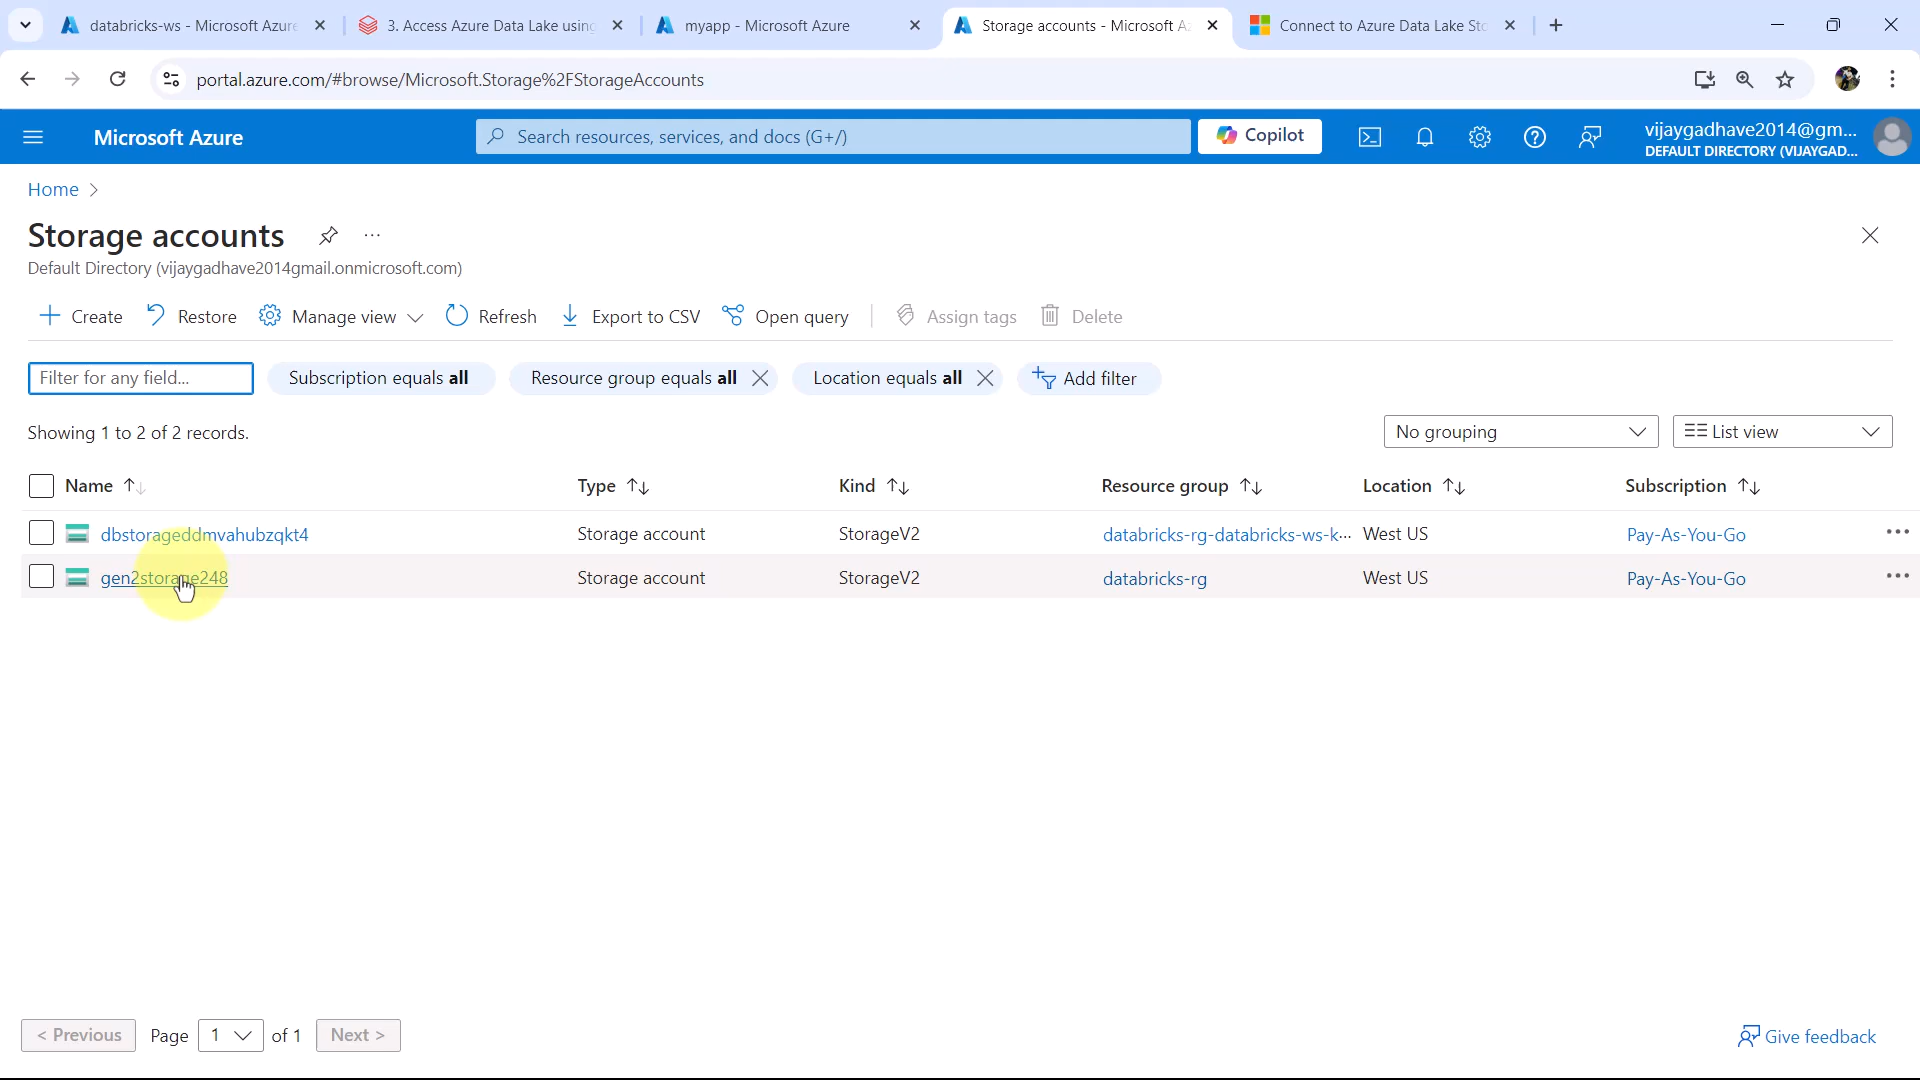 databricks-ws - Microsoft Azure
3. Access Azure Data Lake using
myapp - Microsoft Azure
Storage accounts - Microsoft A
Connect to Azure Data Lake Sto
portal.azure.com/#browse/Microsoft.Storage%2FStorageAccounts
Microsoft Azure
Search resources, services, and docs (G+/)
Copilot
vijaygadhave2014@gm...
DEFAULT DIRECTORY (VIJAYGAD...
Home
Storage accounts
Default Directory (vijaygadhave2014gmail.onmicrosoft.com)
Create
Restore
Manage view
Refresh
Export to CSV
Open query
Assign tags
Delete
Filter for any field...
Subscription equals all
Resource group equals all
Location equals all
Add filter
Showing 1 to 2 of 2 records.
No grouping
List view
Name Type Kind Resource group Location Subscription
dbstorageddmvahubzqkt4 Storage account StorageV2 databricks-rg-databricks-ws-k... West US Pay-As-You-Go
gen2storage248 Storage account StorageV2 databricks-rg West US Pay-As-You-Go
< Previous Page 1 of 1 Next >
Give feedback